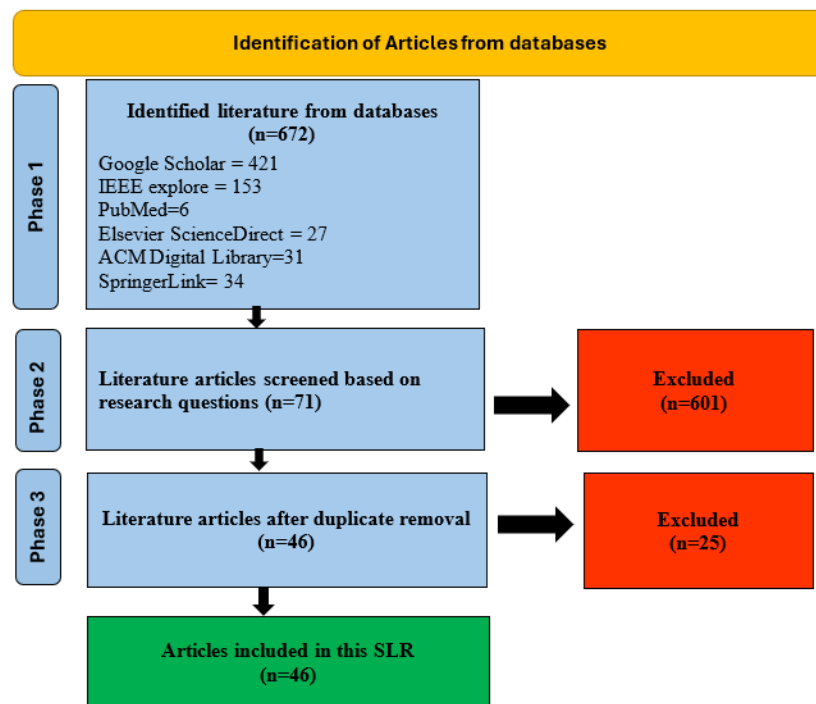 Identification of Articles from databases
Phase 1
Identified literature from databases
(n=672)
Google Scholar = 421
IEEE explore = 153
PubMed=6
Elsevier ScienceDirect = 27
ACM Digital Library=31
SpringerLink= 34
Phase 2
Literature articles screened based on
research questions (n=71)
Excluded
(n=601)
Phase 3
Literature articles after duplicate removal
(n=46)
Excluded
(n=25)
Articles included in this SLR
(n=46)